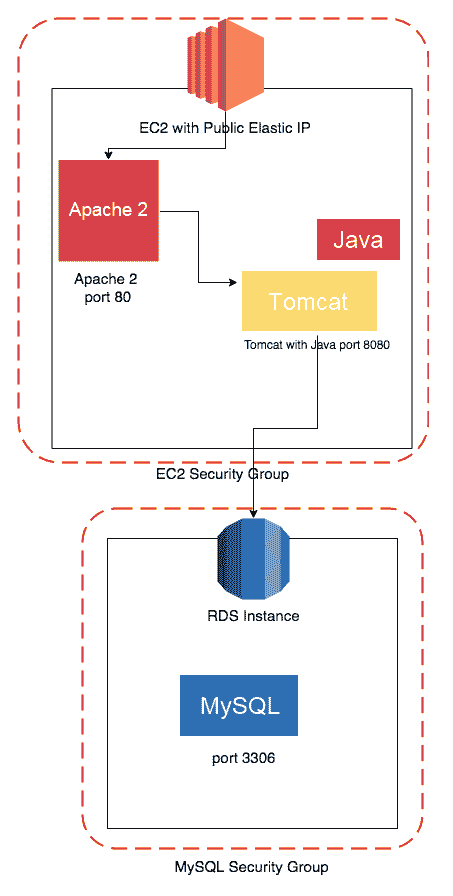 EC2 with Public Elastic IP
Apache 2
Apache 2
port 80
Java
Tomcat
Tomcat with Java port 8080
EC2 Security Group
RDS Instance
MySQL
port 3306
MySQL Security Group